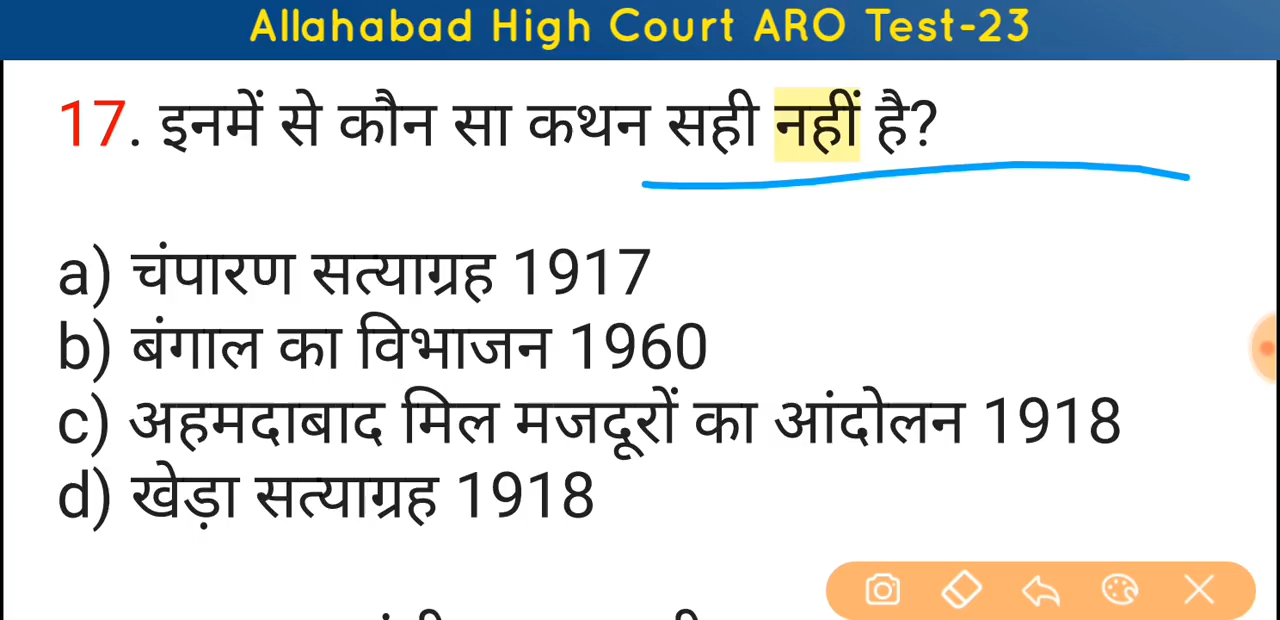 Allahabad High Court ARO Test-23
17. इनमें से कौन सा कथन सही नहीं है?
a) चंपारण सत्याग्रह 1917
b) बंगाल का विभाजन 1960
c) अहमदाबाद मिल मजदूरों का आंदोलन 1918
d) खेड़ा सत्याग्रह 1918